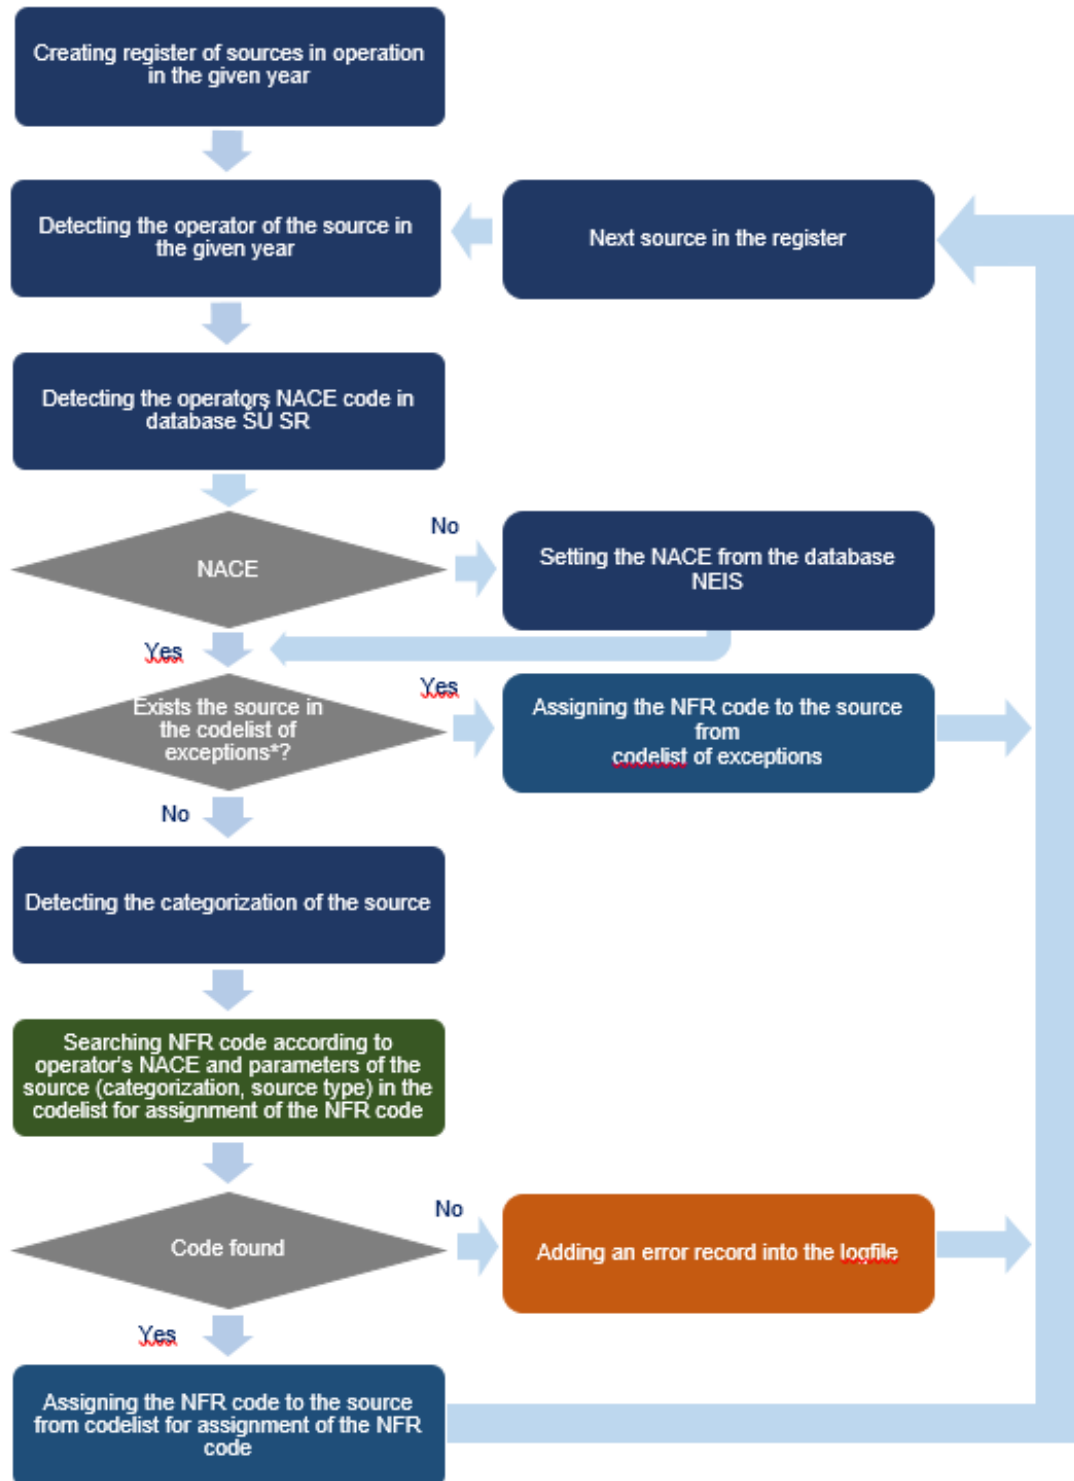 Creating register of sources in operation
in the given year
Detecting the operator of the source in
the given year
Next source in the register
Detecting the operators NACE code in
database ŠÚ SR
NACE
No
Setting the NACE from the database
NEIS
Yes
Exists the source in
the codelist of
exceptions*?
Yes
Assigning the NFR code to the source
from
codelist of exceptions
No
Detecting the categorization of the source
Searching NFR code according to
operator's NACE and parameters of the
source (categorization, source type) in the
codelist for assignment of the NFR code
Code found
No
Adding an error record into the logfile
Yes
Assigning the NFR code to the source
from codelist for assignment of the NFR
code